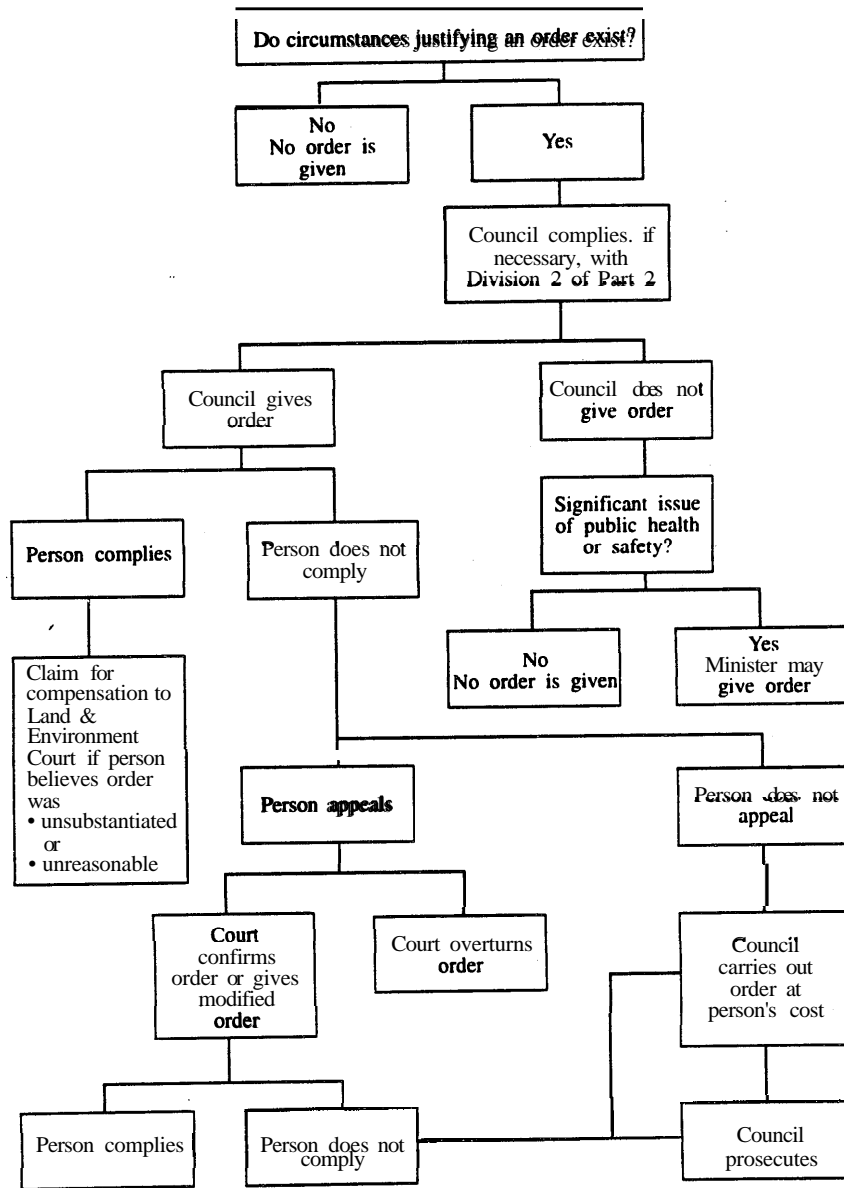 Do circumstances justifying an order exist?
No
No order is
given
Yes
Council complies. if
necessary, with
Division 2 of Part 2
Council gives
order
Council does not
give order
Person complies
Person does not
comply
Significant issue
of public health
or safety?
Claim for
compensation to
Land &
Environment
Court if person
believes order
was
• unsubstantiated
or
• unreasonable
No
No order is given
Yes
Minister may
give order
Person appeals
Person does not
appeal
Court
confirms
order or gives
modified
order
Court overturns
order
Council
carries out
order at
person's cost
Person complies
Person does not
comply
Council
prosecutes